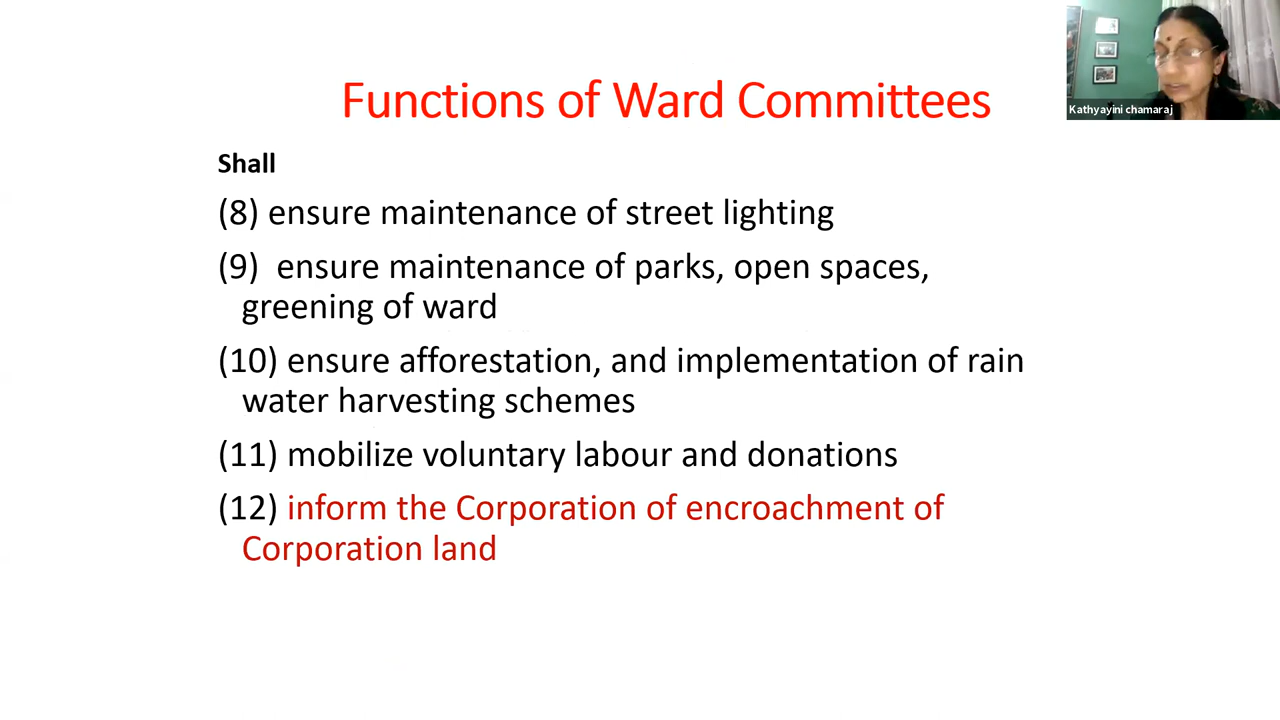 Kathyayini chamaraj
Functions of Ward Committees
Shall
(8) ensure maintenance of street lighting
(9) ensure maintenance of parks, open spaces,
greening of ward
(10) ensure afforestation, and implementation of rain
water harvesting schemes
(11) mobilize voluntary labour and donations
(12) inform the Corporation of encroachment of
Corporation land